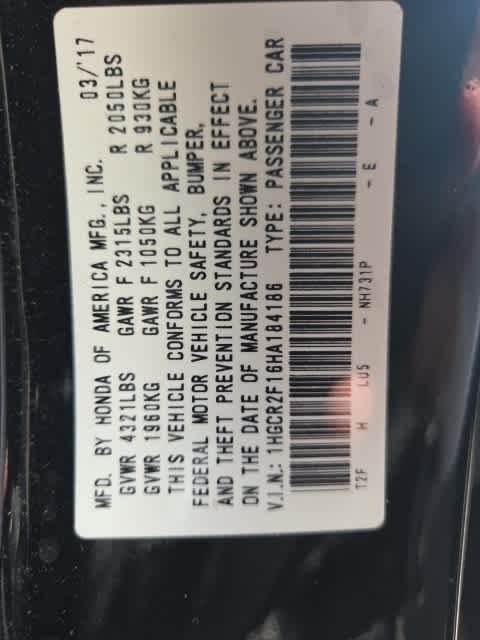 MFD. BY HONDA OF AMERICA MFG., INC. 03/'17
GVWR 4321LBS GAWR F 2315LBS R 2050LBS
GVWR 1960KG GAWR F 1050KG R 930KG
THIS VEHICLE CONFORMS TO ALL APPLICABLE
FEDERAL MOTOR VEHICLE SAFETY, BUMPER,
AND THEFT PREVENTION STANDARDS IN EFFECT
ON THE DATE OF MANUFACTURE SHOWN ABOVE.
V.I.N.: 1HGCR2F16HA184186 TYPE: PASSENGER CAR
T2F H LUS - NH731P - E - A